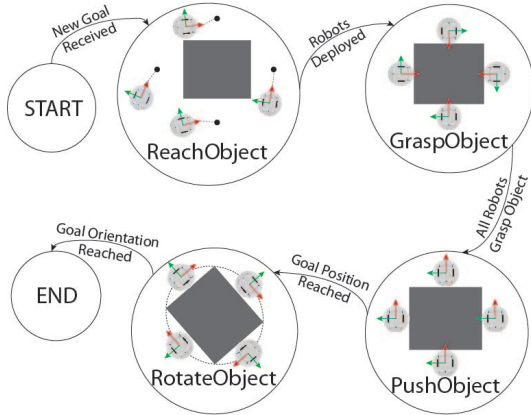 New Goal
Received
START
ReachObject
Robots
Deployed
GraspObject
All Robots
Grasp Object
PushObject
Goal Position
Reached
RotateObject
Goal Orientation
Reached
END